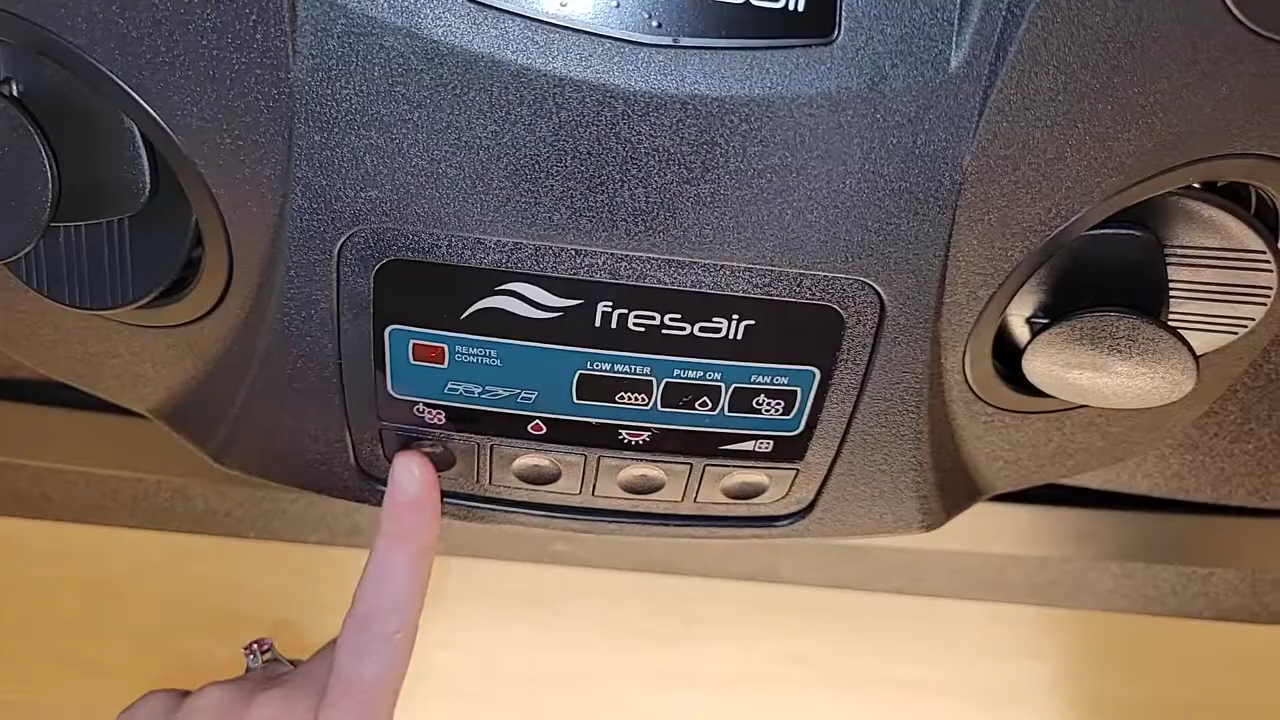 fresair
REMOTE
CONTROL
LOW WATER
PUMP ON
FAN ON
R7i